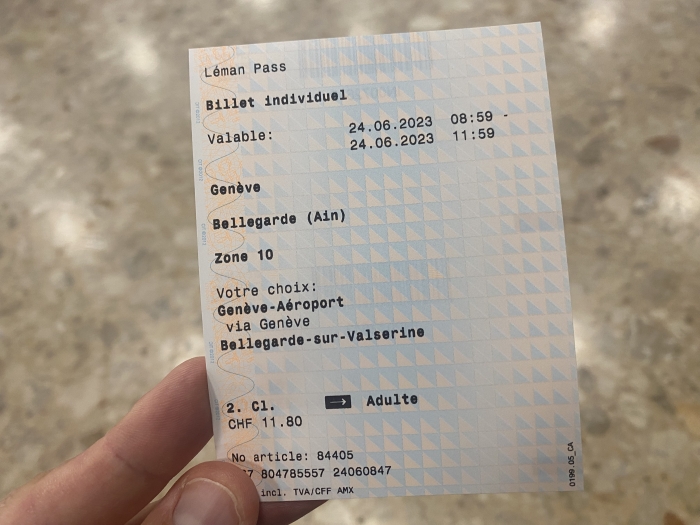 Léman Pass
Billet individuel
Valable: 24.06.2023 08:59 -
24.06.2023 11:59
Genève
Bellegarde (Ain)
Zone 10
Votre choix:
Genève-Aéroport
via Genève
Bellegarde-sur-Valserine
2. Cl. → Adulte
CHF 11.80
No article: 84405
804785557 24060847
incl. TVA/CFF AMX
0199_05_CA